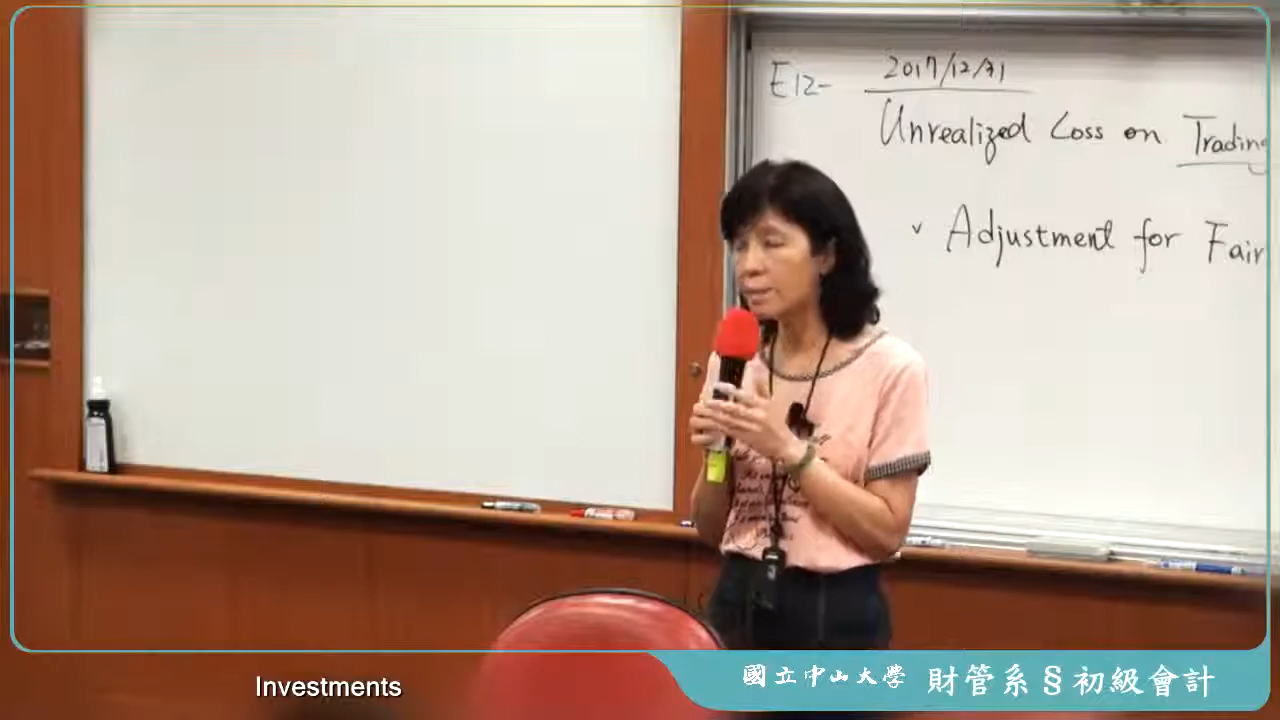 E12-
2017/12/31
Unrealized Loss on Trading
✓ Adjustment for Fair
Investments
國立中山大學 財管系§初級會計